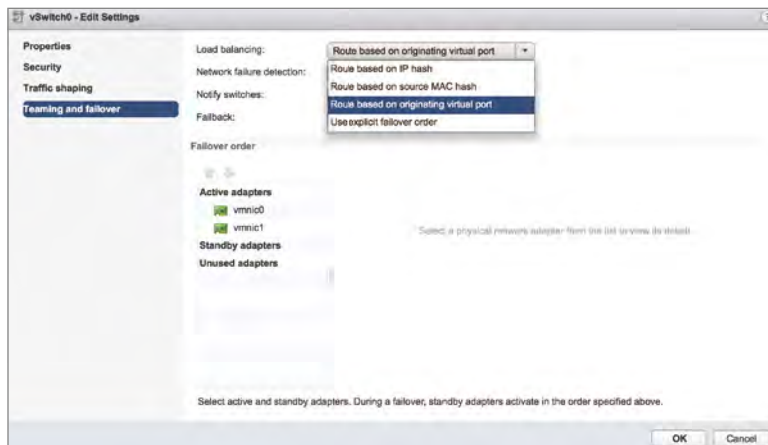 vSwitch0 - Edit Settings
Properties
Security
Traffic shaping
Teaming and failover
Load balancing:
Route based on originating virtual port
Network failure detection:
Notify switches:
Failback:
Route based on IP hash
Route based on source MAC hash
Route based on originating virtual port
Use explicit failover order
Failover order
Active adapters
vmnic0
vmnic1
Standby adapters
Unused adapters
Select a physical network adapter from the list to view its details.
Select active and standby adapters. During a failover, standby adapters activate in the order specified above.
OK
Cancel